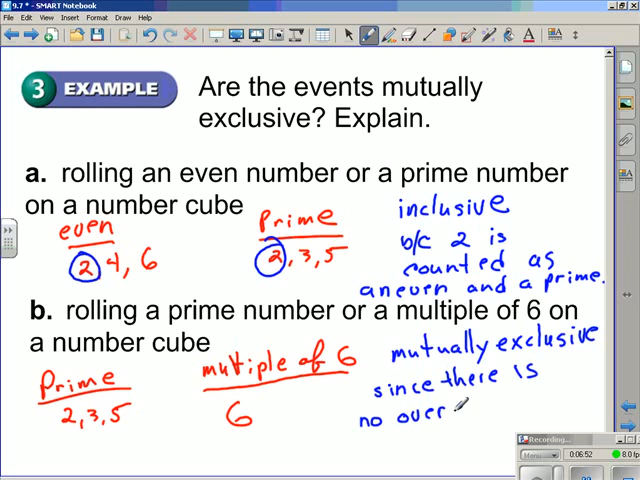 9.7 * - SMART Notebook
File Edit View Insert Format Draw Help
3 EXAMPLE Are the events mutually
exclusive? Explain.
a. rolling an even number or a prime number
on a number cube
even
2 4, 6
Prime
2, 3, 5
inclusive
b/c 2 is
counted as
an even and a prime.
b. rolling a prime number or a multiple of 6 on
a number cube
Prime
2, 3, 5
multiple of 6
6
mutually exclusive
since there is
no over
Recording...
Menu
0:06:52
8.0 fp